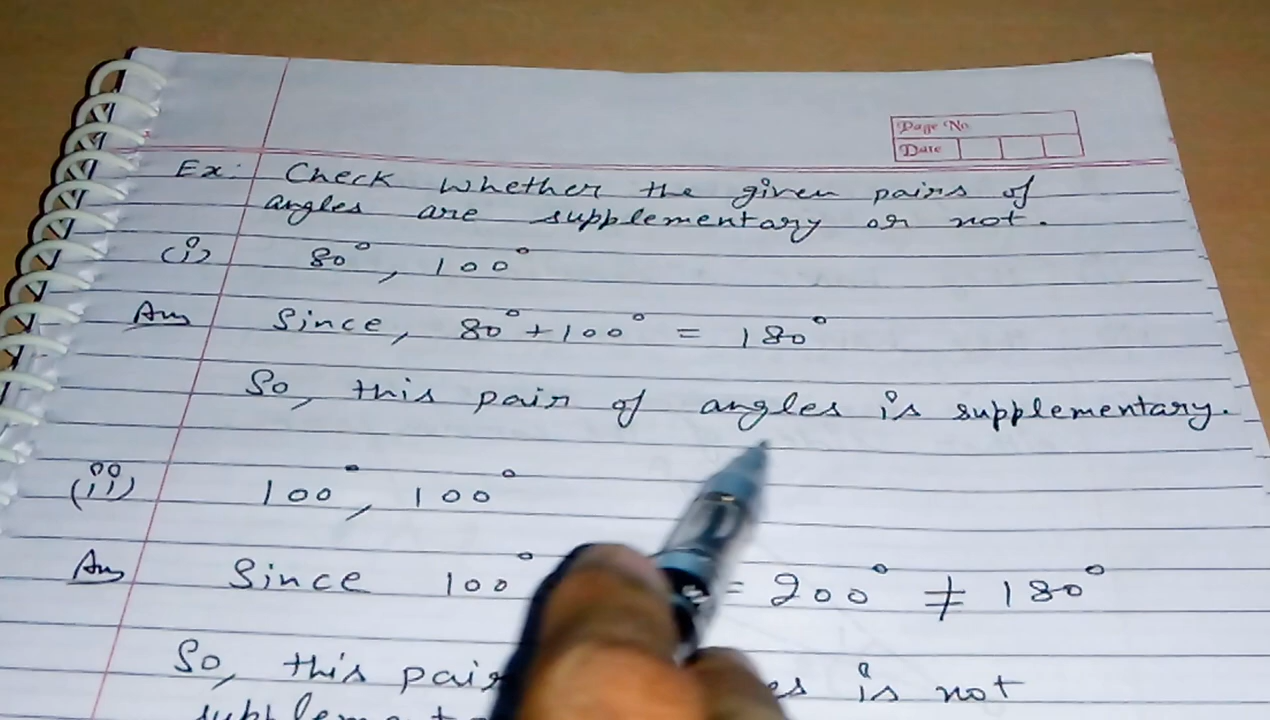 Page No
Date
Ex: Check whether the given pairs of
angles are supplementary or not.
(i) 80°, 100°
Ans Since, 80° + 100° = 180°
So, this pair of angles is supplementary.
(ii) 100°, 100°
Ans Since 100° = 200° ≠ 180°
So, this pair is not